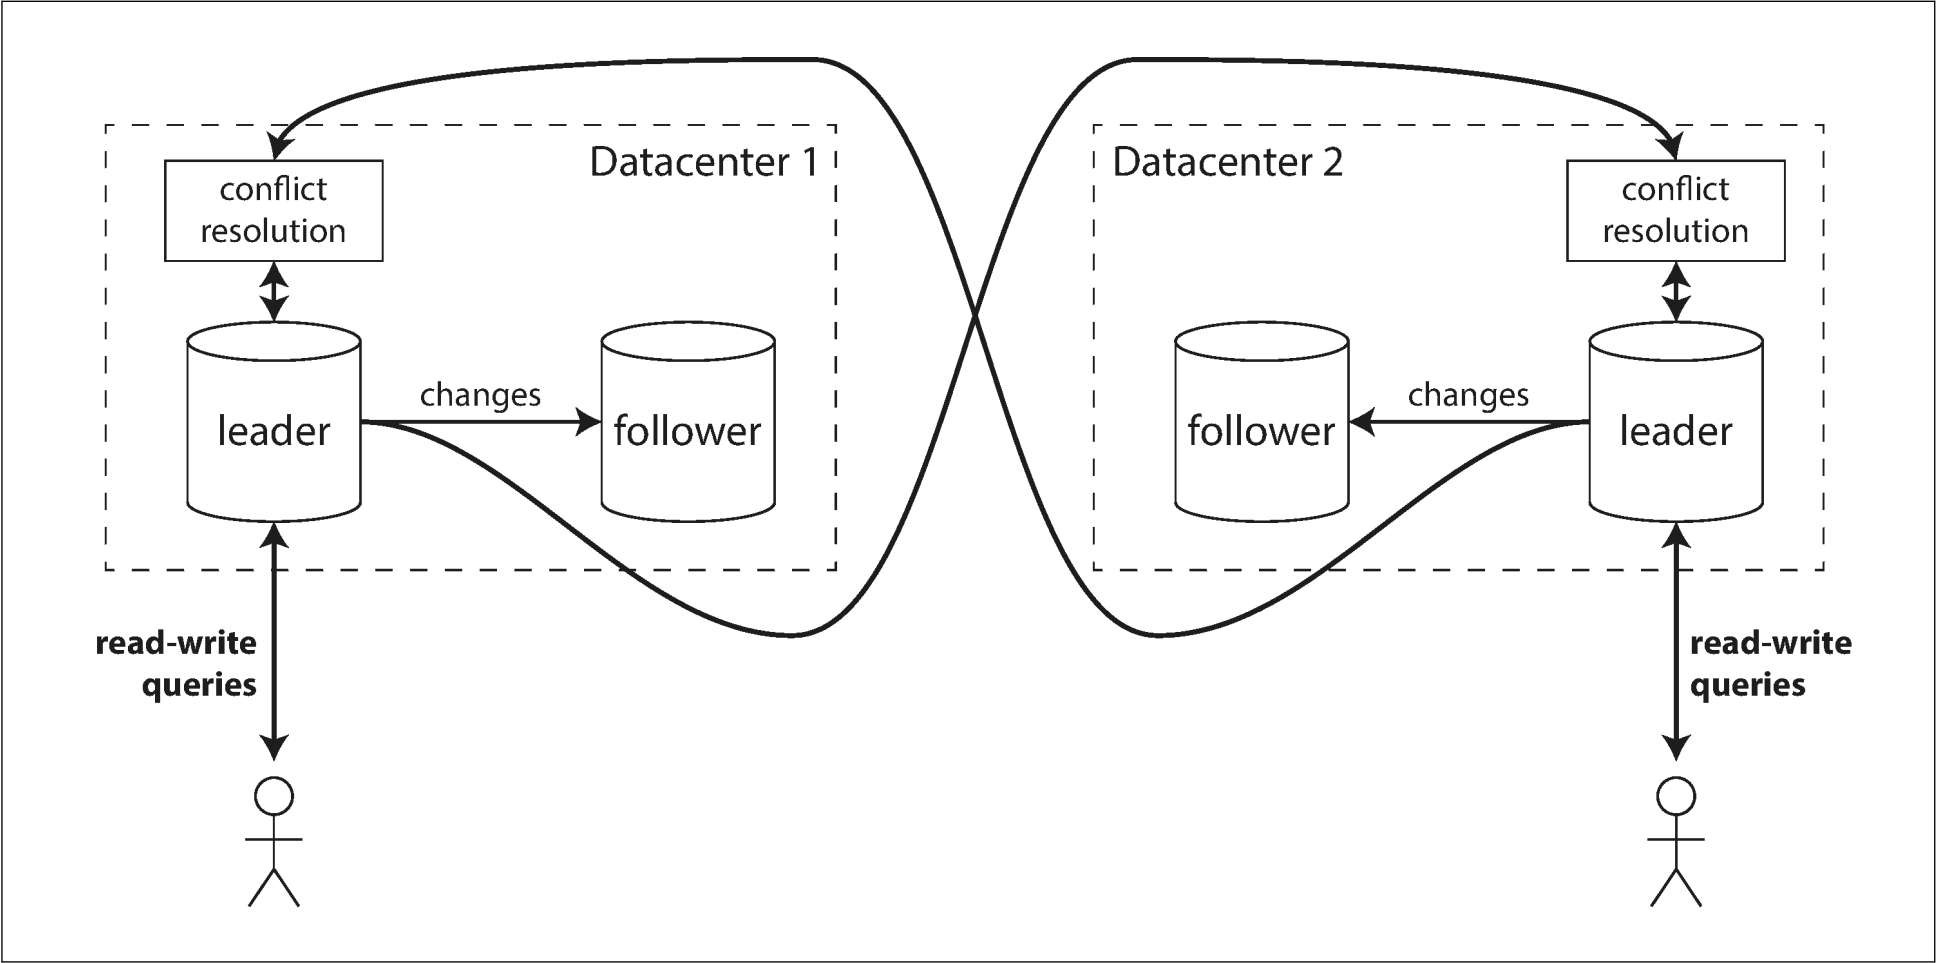 Datacenter 1
conflict
resolution
changes
leader
follower
read-write
queries
Datacenter 2
conflict
resolution
changes
follower
leader
read-write
queries